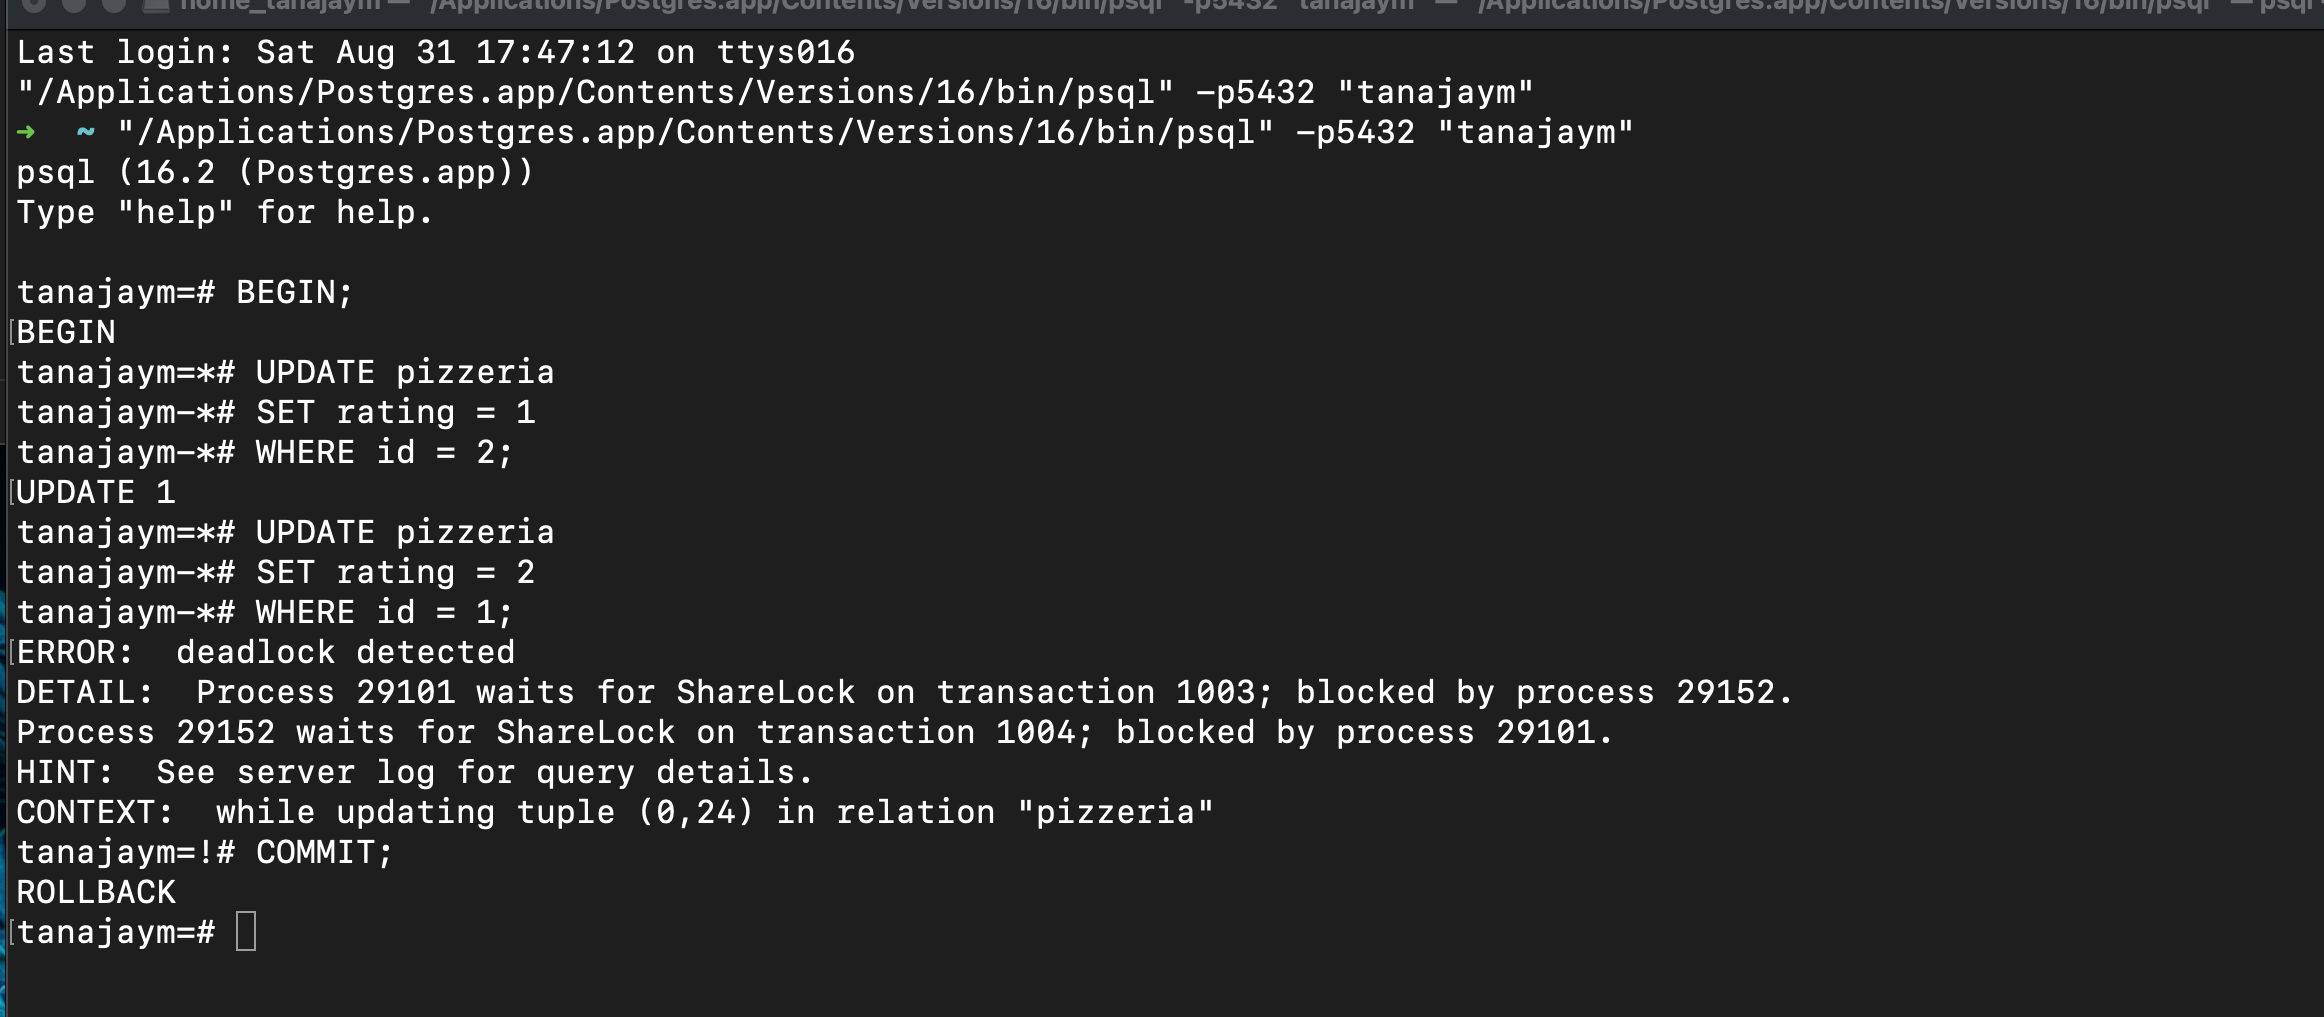 home_tanajaym — "/Applications/Postgres.app/Contents/Versions/16/bin/psql" -p5432 "tanajaym" — "/Applications/Postgres.app/Contents/Versions/16/bin/psql" — psql
Last login: Sat Aug 31 17:47:12 on ttys016
"/Applications/Postgres.app/Contents/Versions/16/bin/psql" -p5432 "tanajaym"
➜  ~ "/Applications/Postgres.app/Contents/Versions/16/bin/psql" -p5432 "tanajaym"
psql (16.2 (Postgres.app))
Type "help" for help.
tanajaym=# BEGIN;
[BEGIN
tanajaym=*# UPDATE pizzeria
tanajaym-*# SET rating = 1
tanajaym-*# WHERE id = 2;
[UPDATE 1
tanajaym=*# UPDATE pizzeria
tanajaym-*# SET rating = 2
tanajaym-*# WHERE id = 1;
[ERROR:  deadlock detected
DETAIL:  Process 29101 waits for ShareLock on transaction 1003; blocked by process 29152.
Process 29152 waits for ShareLock on transaction 1004; blocked by process 29101.
HINT:  See server log for query details.
CONTEXT:  while updating tuple (0,24) in relation "pizzeria"
tanajaym=!# COMMIT;
ROLLBACK
[tanajaym=#